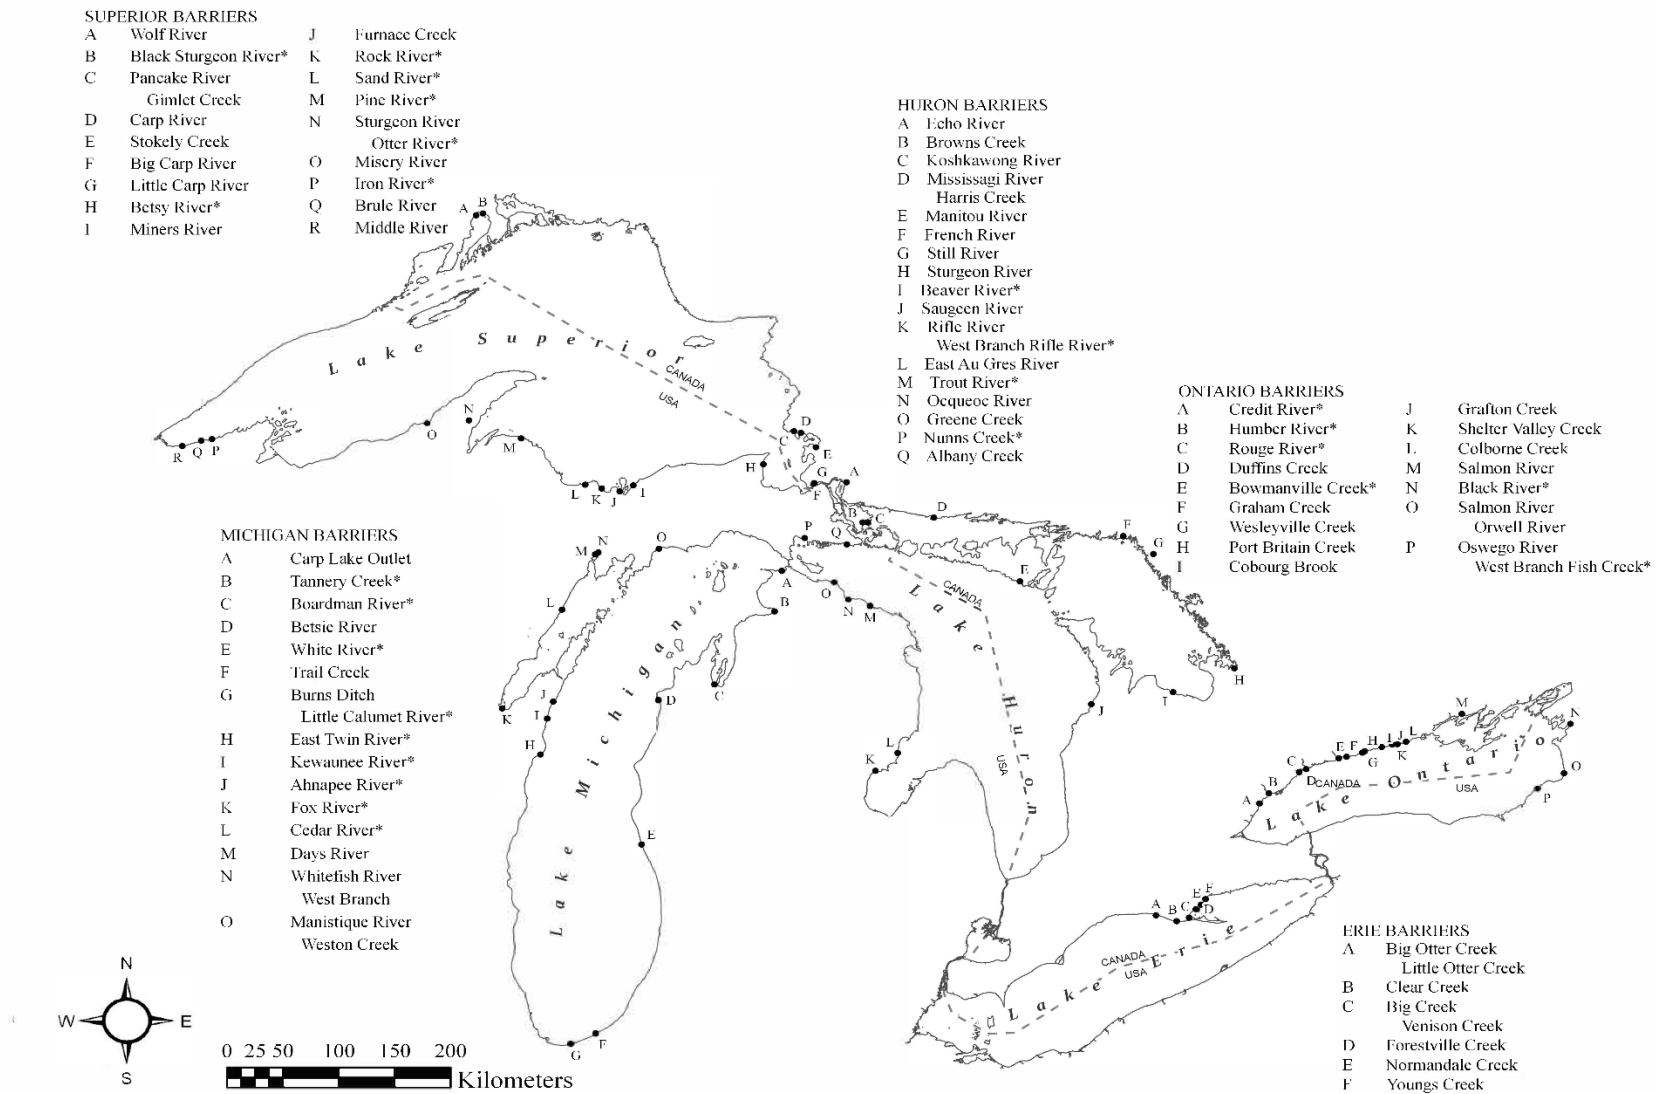 SUPERIOR BARRIERS
A Wolf River
B Black Sturgeon River*
C Pancake River
Gimlet Creek
D Carp River
E Stokely Creek
F Big Carp River
G Little Carp River
H Betsy River*
I Miners River
J Furnace Creek
K Rock River*
L Sand River*
M Pine River*
N Sturgeon River
Otter River*
O Misery River
P Iron River*
Q Brule River
R Middle River
HURON BARRIERS
A Echo River
B Browns Creek
C Koshkawong River
D Mississagi River
Harris Creek
E Manitou River
F French River
G Still River
H Sturgeon River
I Beaver River*
J Saugeen River
K Rifle River
West Branch Rifle River*
L East Au Gres River
M Trout River*
N Ocqueoc River
O Greene Creek
P Nunns Creek*
Q Albany Creek
ONTARIO BARRIERS
A Credit River*
B Humber River*
C Rouge River*
D Duffins Creek
E Bowmanville Creek*
F Graham Creek
G Wesleyville Creek
H Port Britain Creek
I Cobourg Brook
J Grafton Creek
K Shelter Valley Creek
L Colborne Creek
M Salmon River
N Black River*
O Salmon River
Orwell River
P Oswego River
West Branch Fish Creek*
MICHIGAN BARRIERS
A Carp Lake Outlet
B Tannery Creek*
C Boardman River*
D Betsie River
E White River*
F Trail Creek
G Burns Ditch
Little Calumet River*
H East Twin River*
I Kewaunee River*
J Ahnapee River*
K Fox River*
L Cedar River*
M Days River
N Whitefish River
West Branch
O Manistique River
Weston Creek
ERIE BARRIERS
A Big Otter Creek
Little Otter Creek
B Clear Creek
C Big Creek
Venison Creek
D Forestville Creek
E Normandale Creek
F Youngs Creek
Lake Superior
CANADA
USA
A
B
C
D
E
F
G
H
I
J
K
L
M
N
O
P
Q
R
Lake Michigan
A
B
C
D
E
F
G
H
I
J
K
L
M
N
O
Lake Huron
CANADA
USA
A
B
C
D
E
F
G
H
I
J
K
L
M
N
O
P
Q
Lake Ontario
CANADA
USA
A
B
C
D
E
F
G
H
I
J
K
L
M
N
O
P
Lake Erie
CANADA
USA
A
B
C
D
E
F
N
W E
S
0 25 50 100 150 200
Kilometers